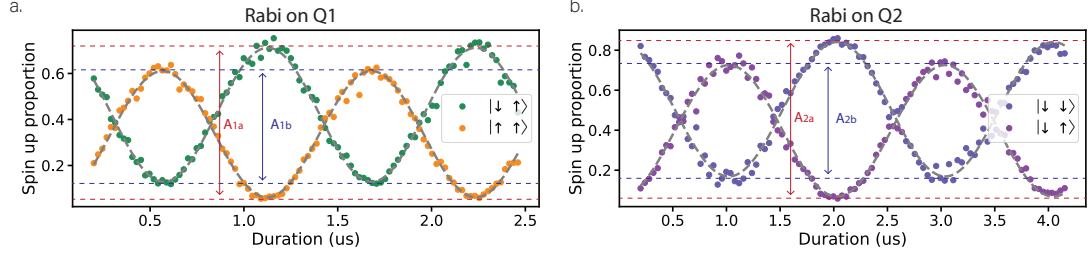 a.
Rabi on Q1
Spin up proportion
0.6
0.4
0.2
A1a
A1b
|↓ ↑⟩
|↑ ↑⟩
0.5
1.0
1.5
2.0
2.5
Duration (us)
b.
Rabi on Q2
Spin up proportion
0.8
0.6
0.4
0.2
A2a
A2b
|↓ ↓⟩
|↓ ↑⟩
0.5
1.0
1.5
2.0
2.5
3.0
3.5
4.0
Duration (us)